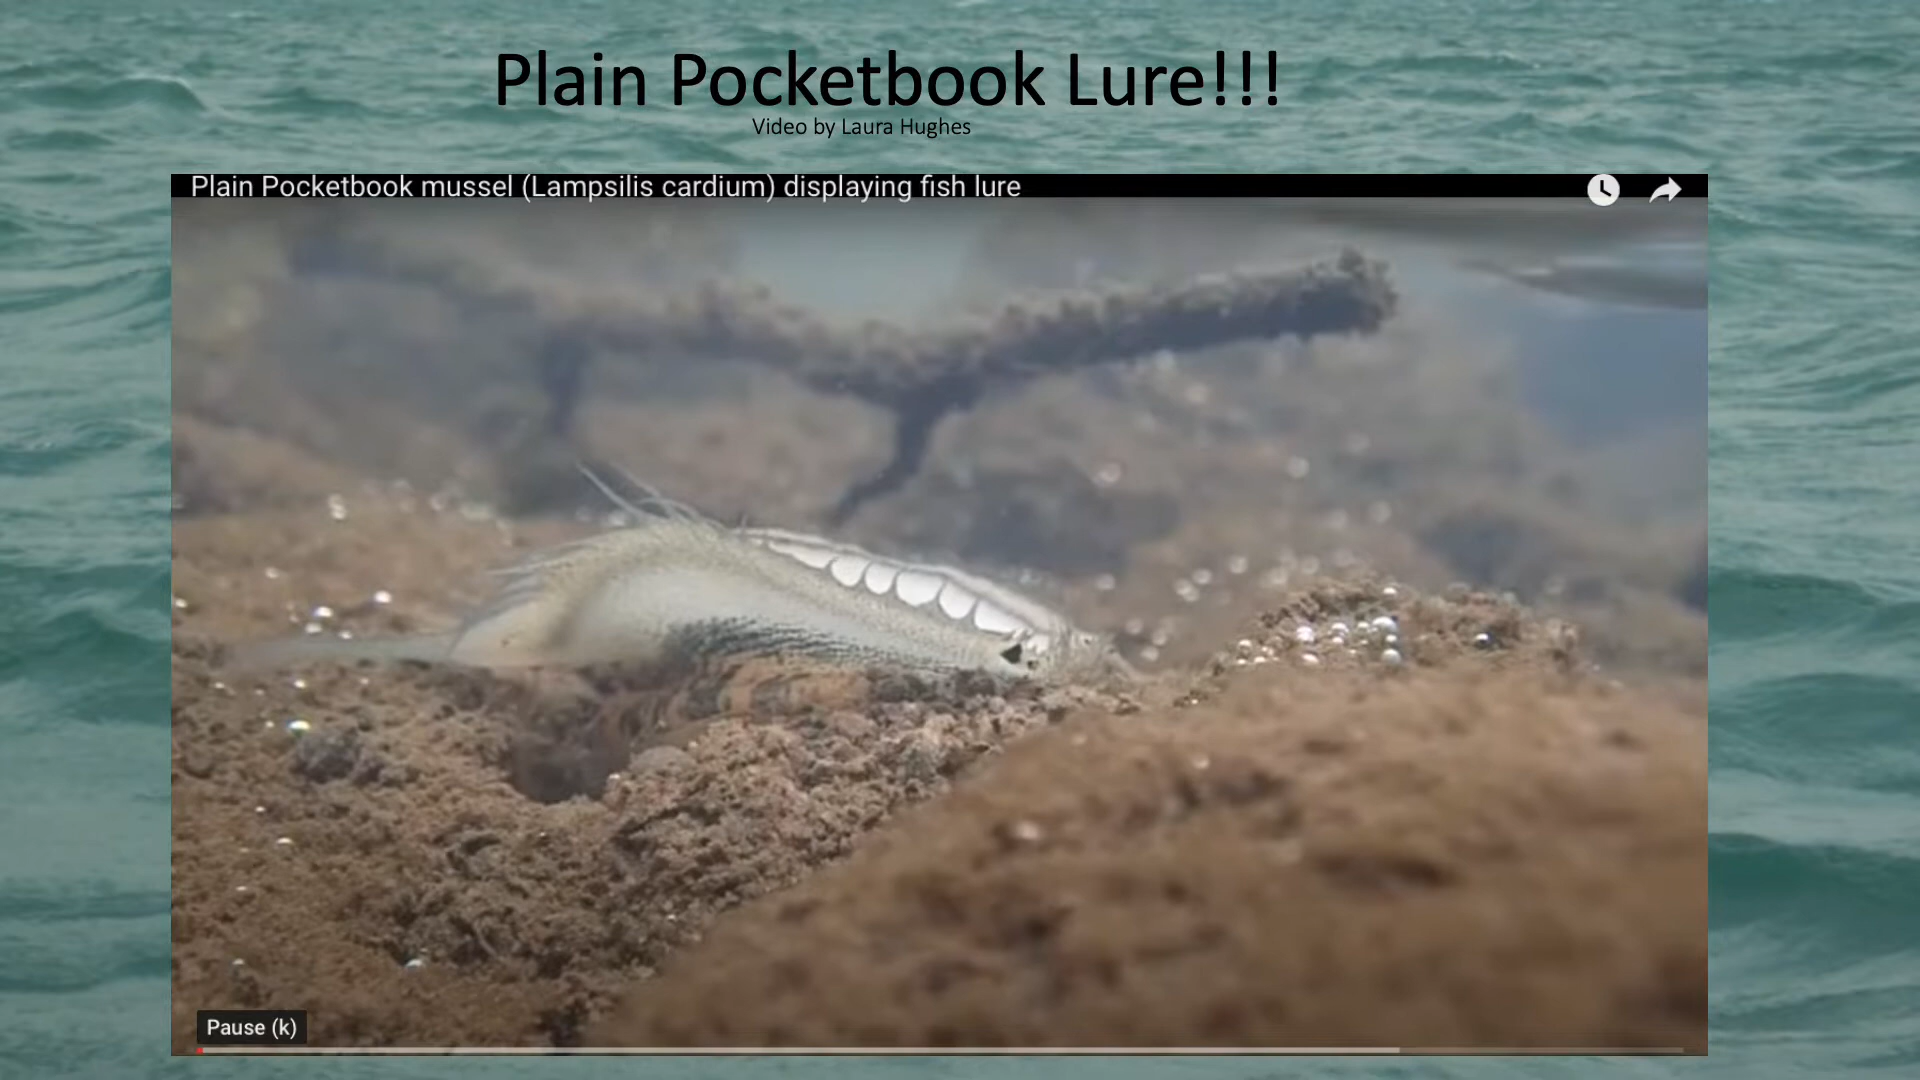 Plain Pocketbook Lure!!!
Video by Laura Hughes
Plain Pocketbook mussel (Lampsilis cardium) displaying fish lure
Pause (k)